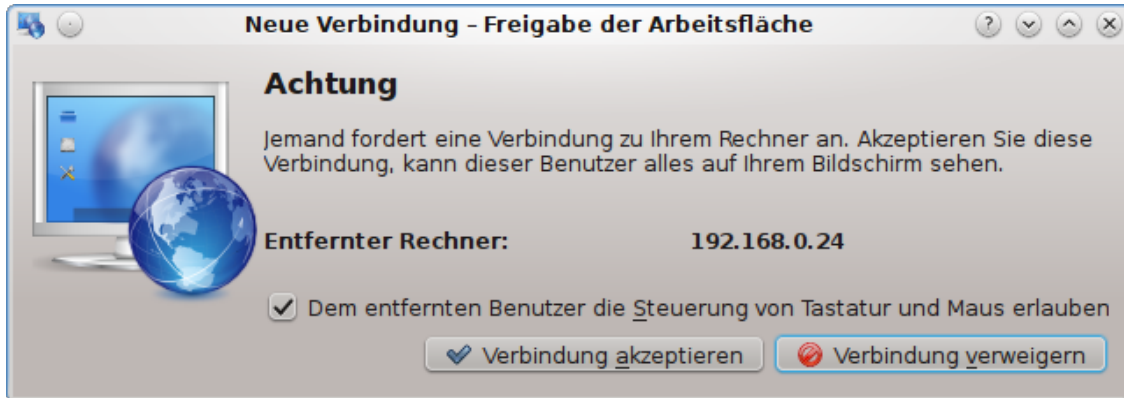 Neue Verbindung – Freigabe der Arbeitsfläche
Achtung
Jemand fordert eine Verbindung zu Ihrem Rechner an. Akzeptieren Sie diese
Verbindung, kann dieser Benutzer alles auf Ihrem Bildschirm sehen.
Entfernter Rechner: 192.168.0.24
Dem entfernten Benutzer die Steuerung von Tastatur und Maus erlauben
Verbindung akzeptieren Verbindung verweigern